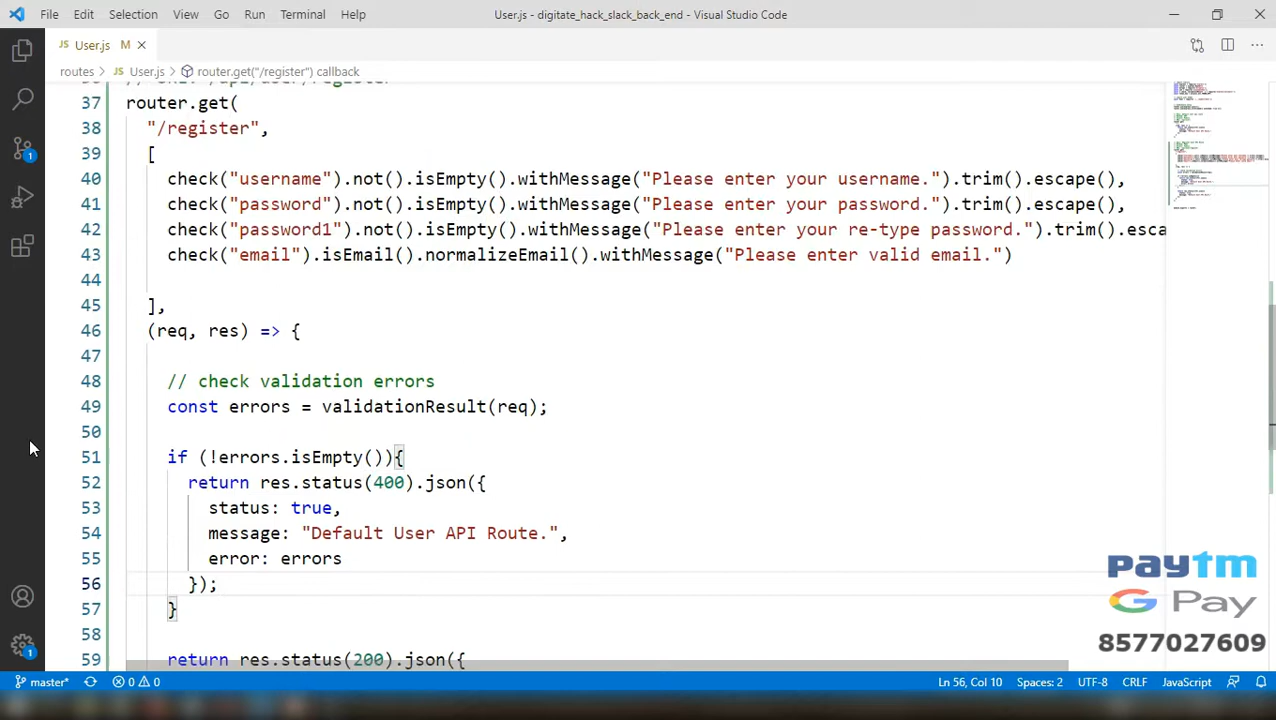 File Edit Selection View Go Run Terminal Help User.js - digitate_hack_slack_back_end - Visual Studio Code
JS User.js M
routes > JS User.js > router.get("/register") callback
37 router.get(
38 "/register",
39 [
40 check("username").not().isEmpty().withMessage("Please enter your username.").trim().escape(),
41 check("password").not().isEmpty().withMessage("Please enter your password.").trim().escape(),
42 check("password1").not().isEmpty().withMessage("Please enter your re-type password.").trim().esca
43 check("email").isEmail().normalizeEmail().withMessage("Please enter valid email.")
44
45 ],
46 (req, res) => {
47
48 // check validation errors
49 const errors = validationResult(req);
50
51 if (!errors.isEmpty()){
52 return res.status(400).json({
53 status: true,
54 message: "Default User API Route.",
55 error: errors
56 });
57 }
58
59 return res.status(200).json({
paytm
G Pay
8577027609
1
1
master* 0 0 Ln 56, Col 10 Spaces: 2 UTF-8 CRLF JavaScript